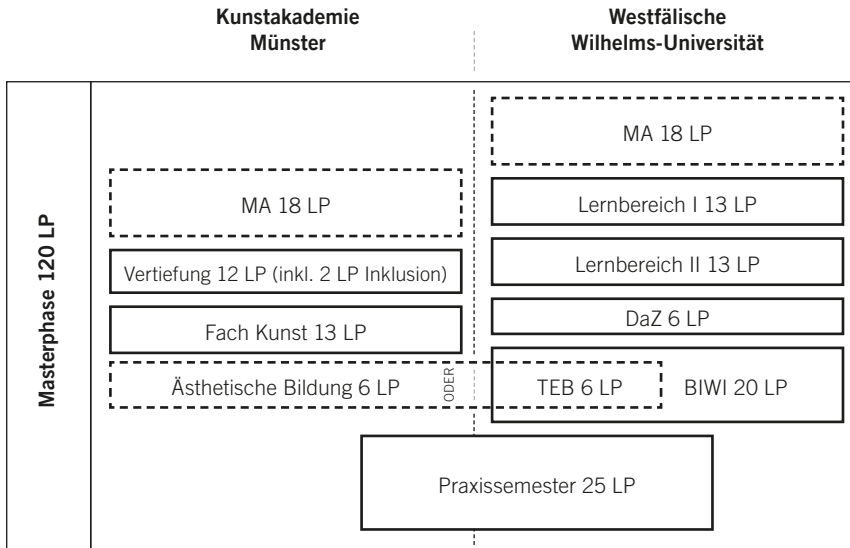 Kunstakademie
Münster
Westfälische
Wilhelms-Universität
Masterphase 120 LP
MA 18 LP
MA 18 LP
Lernbereich I 13 LP
Vertiefung 12 LP (inkl. 2 LP Inklusion)
Lernbereich II 13 LP
Fach Kunst 13 LP
DaZ 6 LP
Ästhetische Bildung 6 LP
ODER
TEB 6 LP
BIWI 20 LP
Praxissemester 25 LP